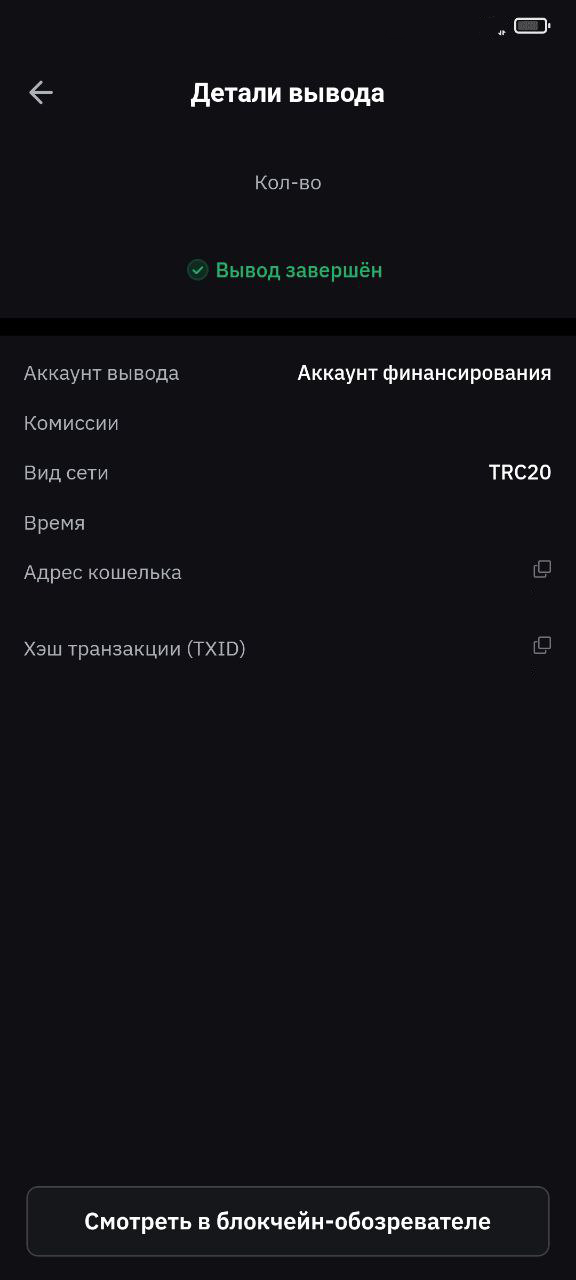 Детали вывода
Кол-во
Вывод завершён
Аккаунт вывода Аккаунт финансирования
Комиссии
Вид сети TRC20
Время
Адрес кошелька
Хэш транзакции (TXID)
Смотреть в блокчейн-обозревателе